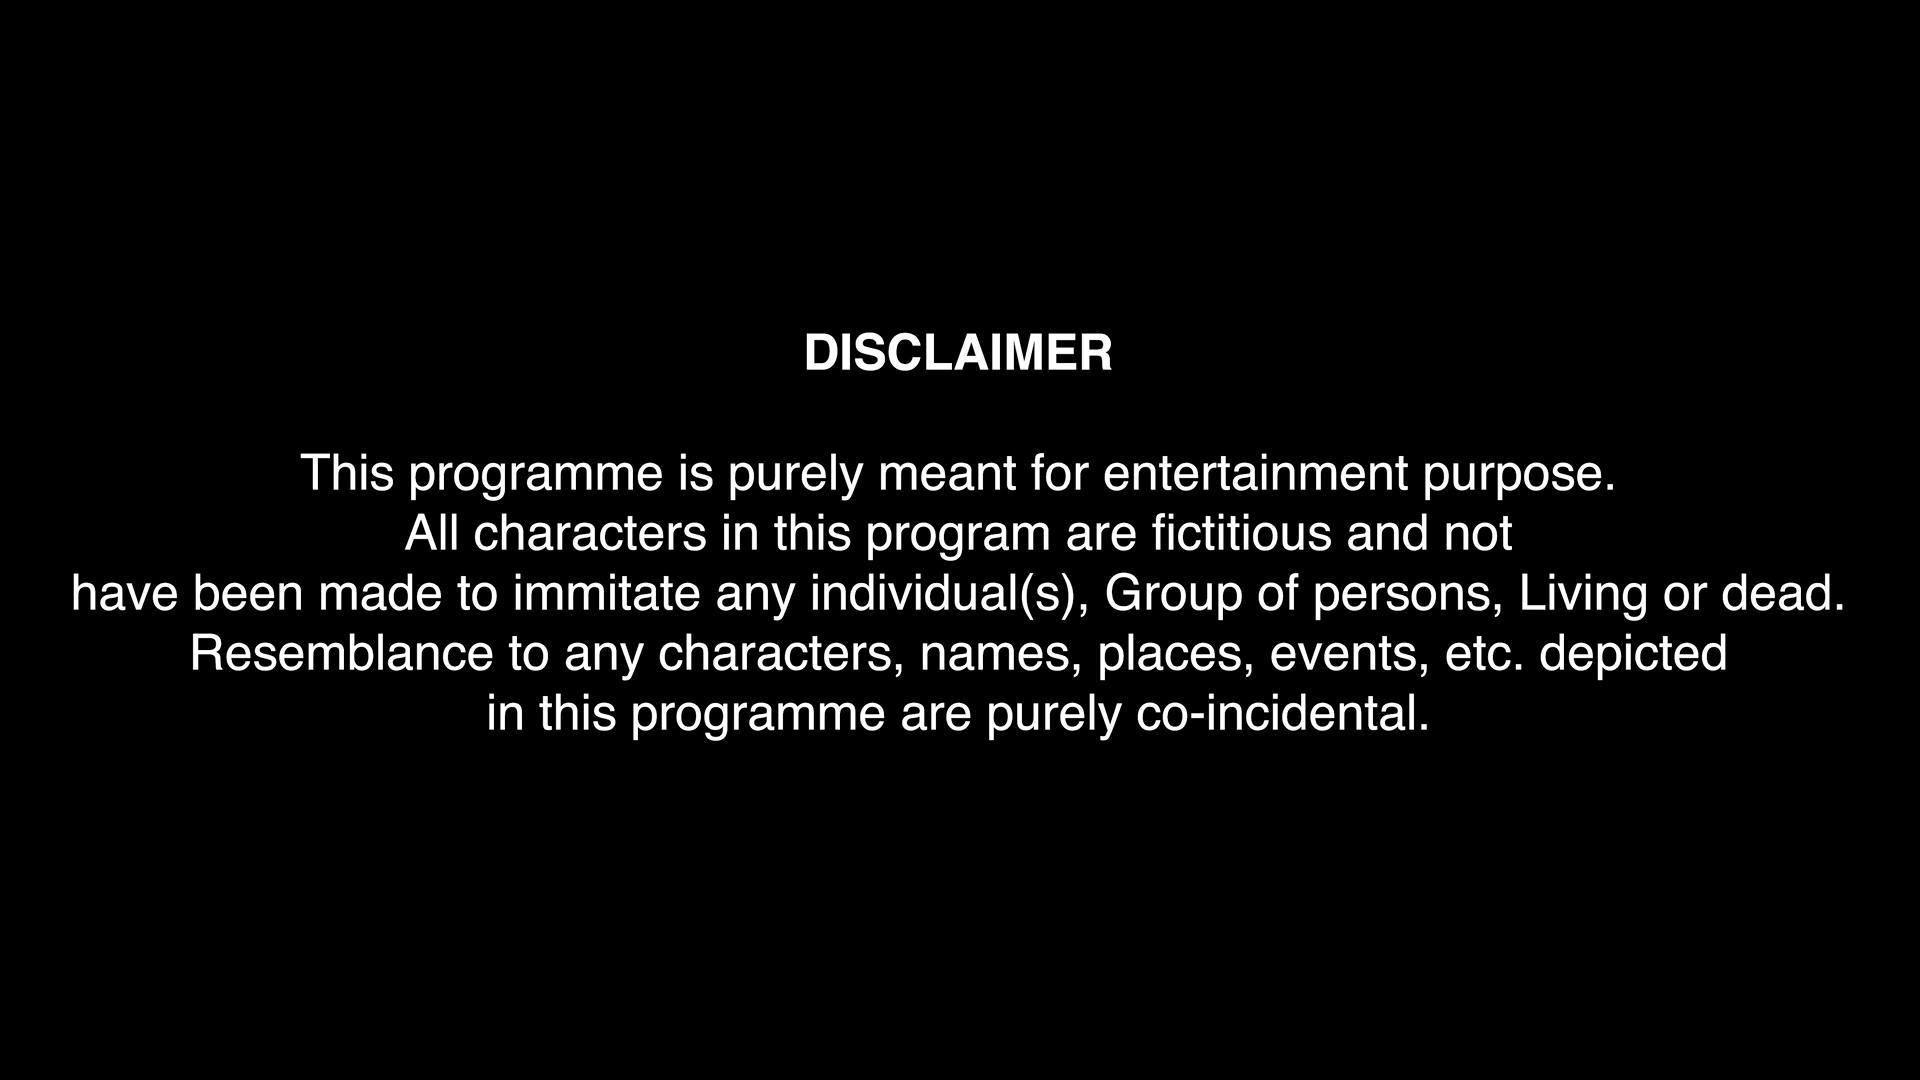 DISCLAIMER
This programme is purely meant for entertainment purpose.
All characters in this program are fictitious and not
have been made to immitate any individual(s), Group of persons, Living or dead.
Resemblance to any characters, names, places, events, etc. depicted
in this programme are purely co-incidental.